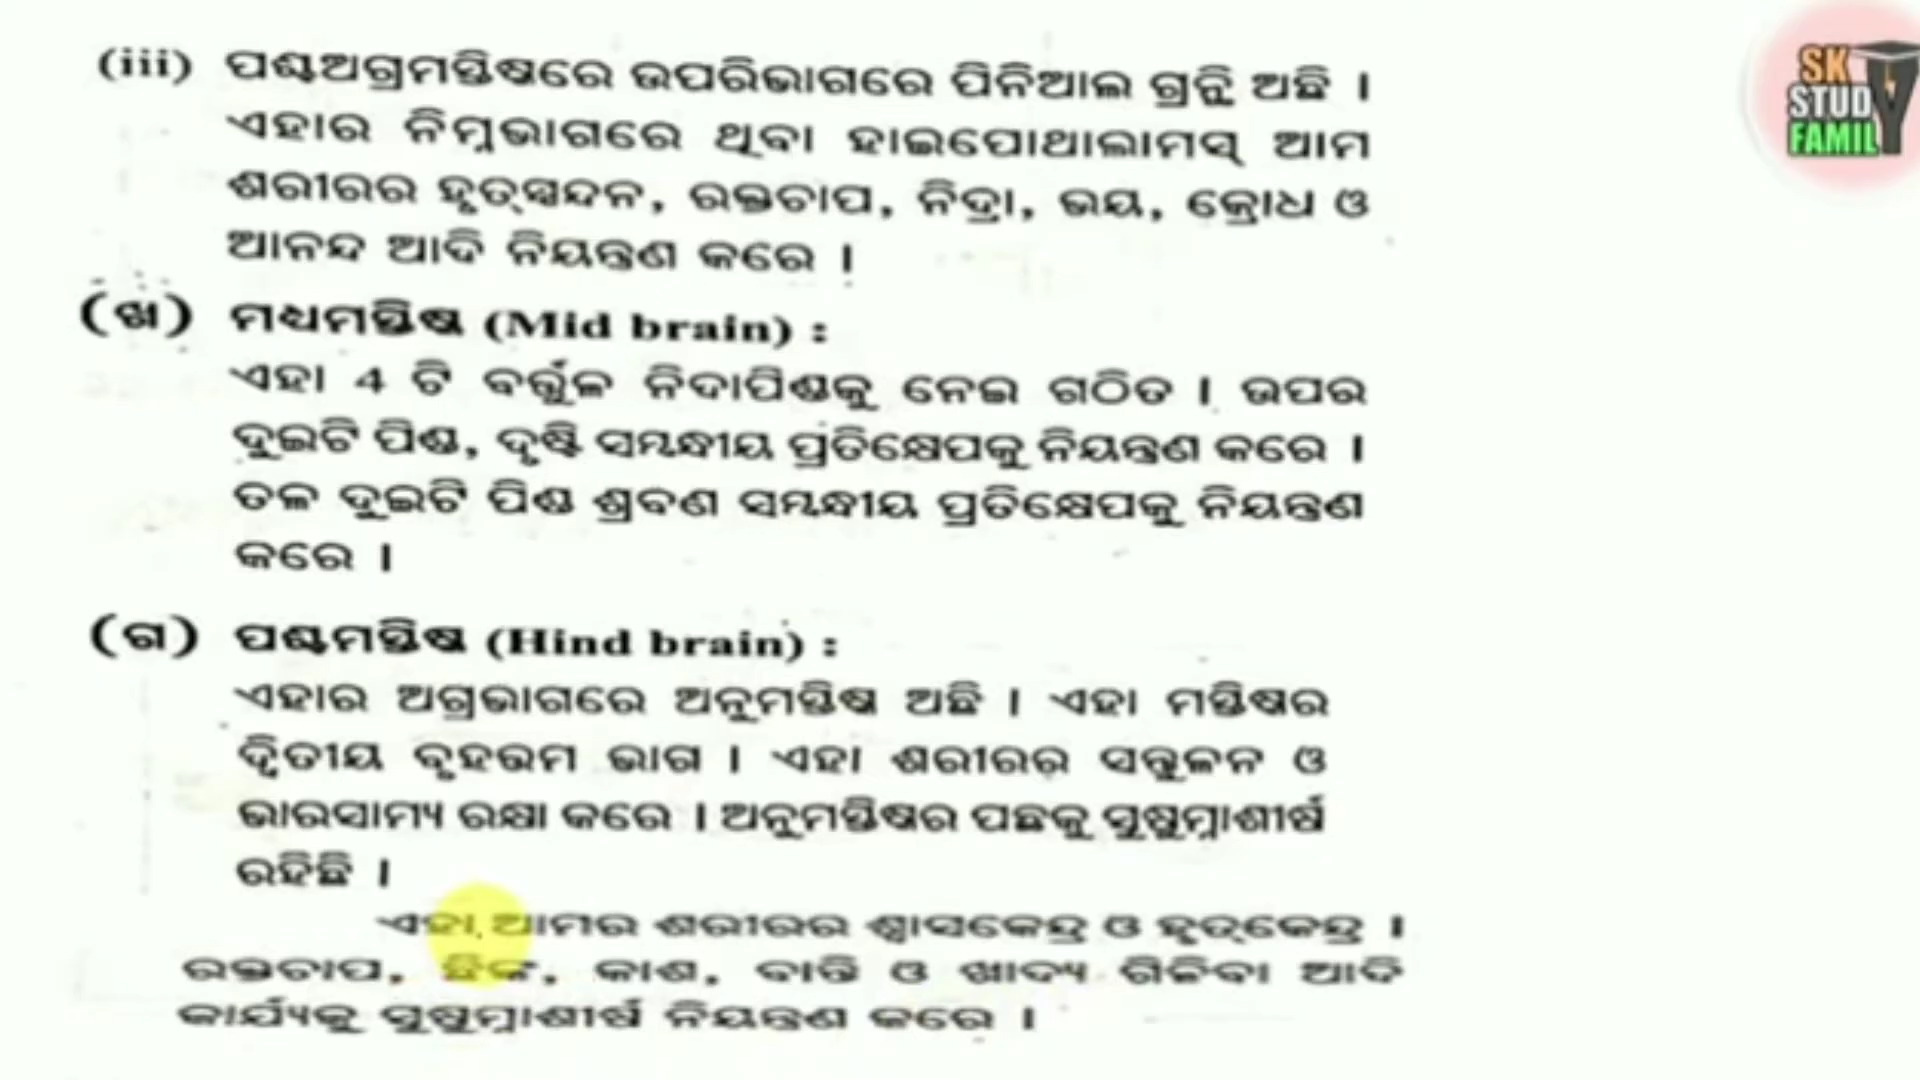 (iii) ପଶ୍ଚଅଗ୍ରମସ୍ତିଷ୍କରେ ଉପରିଭାଗରେ ପିନିଆଲ ଗ୍ରନ୍ଥି ଅଛି ।
ଏହାର ନିମ୍ନଭାଗରେ ଥିବା ହାଇପୋଥାଲାମସ୍ ଆମ
ଶରୀରର ହୃତ୍‌ସ୍ପନ୍ଦନ, ରକ୍ତଚାପ, ନିଦ୍ରା, ଭୟ, କ୍ରୋଧ ଓ
ଆନନ୍ଦ ଆଦି ନିୟନ୍ତ୍ରଣ କରେ ।
(ଖ) ମଧ୍ୟମସ୍ତିଷ୍କ (Mid brain) :
ଏହା 4 ଟି ବର୍ତ୍ତୁଳ ନିଦାପିଣ୍ଡକୁ ନେଇ ଗଠିତ । ଉପର
ଦୁଇଟି ପିଣ୍ଡ, ଦୃଷ୍ଟି ସମ୍ବନ୍ଧୀୟ ପ୍ରତିକ୍ଷେପକୁ ନିୟନ୍ତ୍ରଣ କରେ ।
ତଳ ଦୁଇଟି ପିଣ୍ଡ ଶ୍ରବଣ ସମ୍ବନ୍ଧୀୟ ପ୍ରତିକ୍ଷେପକୁ ନିୟନ୍ତ୍ରଣ
କରେ ।
(ଗ) ପଶ୍ଚମସ୍ତିଷ୍କ (Hind brain) :
ଏହାର ଅଗ୍ରଭାଗରେ ଅନୁମସ୍ତିଷ୍କ ଅଛି । ଏହା ମସ୍ତିଷ୍କର
ଦ୍ୱିତୀୟ ବୃହତ୍ତମ ଭାଗ । ଏହା ଶରୀରର ସନ୍ତୁଳନ ଓ
ଭାରସାମ୍ୟ ରକ୍ଷା କରେ । ଅନୁମସ୍ତିଷ୍କର ପଛକୁ ସୁଷୁମ୍ନାଶୀର୍ଷ
ରହିଛି ।
ଏହା ଆମର ଶରୀରର ଶ୍ୱାସକେନ୍ଦ୍ର ଓ ହୃତ୍‌କେନ୍ଦ୍ର ।
ରକ୍ତଚାପ, ଛିଙ୍କ, କାଶ, ବାନ୍ତି ଓ ଖାଦ୍ୟ ଗିଳିବା ଆଦି
କାର୍ଯ୍ୟକୁ ସୁଷୁମ୍ନାଶୀର୍ଷ ନିୟନ୍ତ୍ରଣ କରେ ।
SK
STUDY
FAMILY